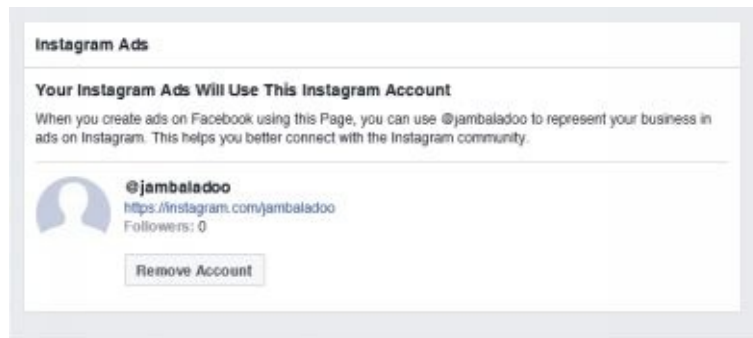 Instagram Ads
Your Instagram Ads Will Use This Instagram Account
When you create ads on Facebook using this Page, you can use @jambaladoo to represent your business in
ads on Instagram. This helps you better connect with the Instagram community.
@jambaladoo
https://instagram.com/jambaladoo
Followers: 0
Remove Account